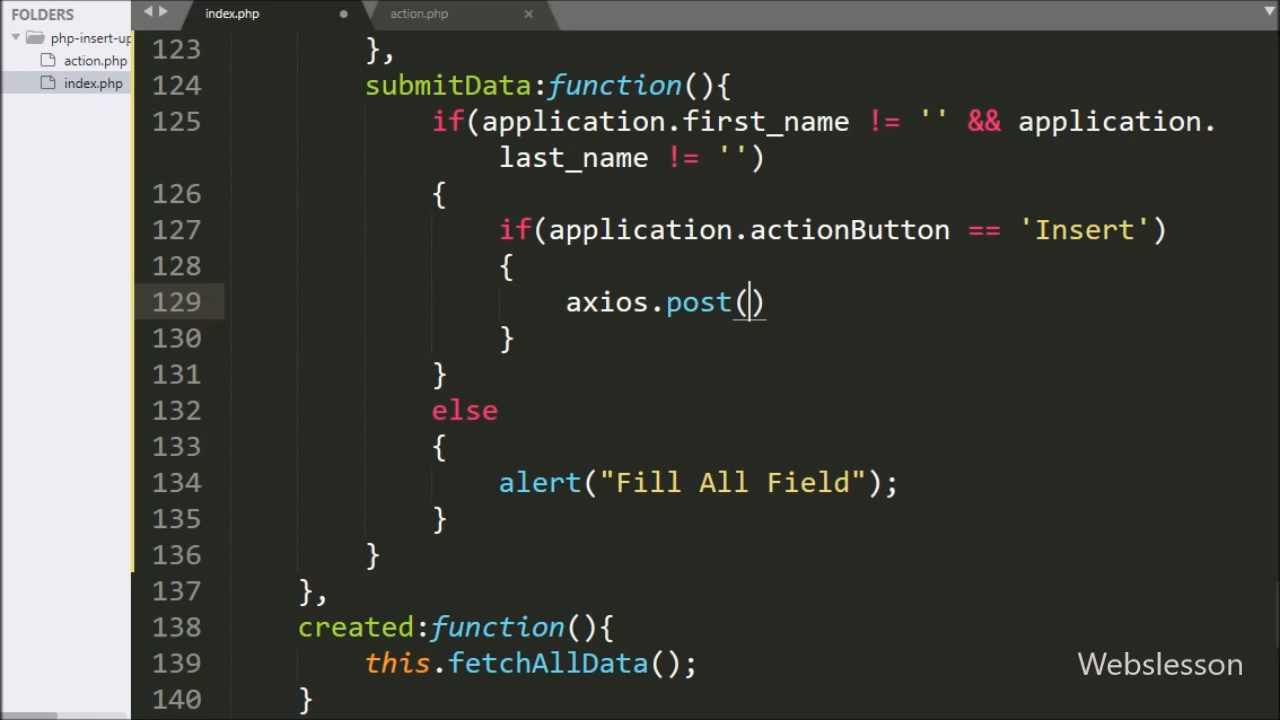 FOLDERS
php-insert-up
action.php
index.php
index.php
action.php
123 },
124 submitData:function(){
125 if(application.first_name != '' && application.
last_name != '')
126 {
127 if(application.actionButton == 'Insert')
128 {
129 axios.post()
130 }
131 }
132 else
133 {
134 alert("Fill All Field");
135 }
136 }
137 },
138 created:function(){
139 this.fetchAllData();
140 }
Webslesson